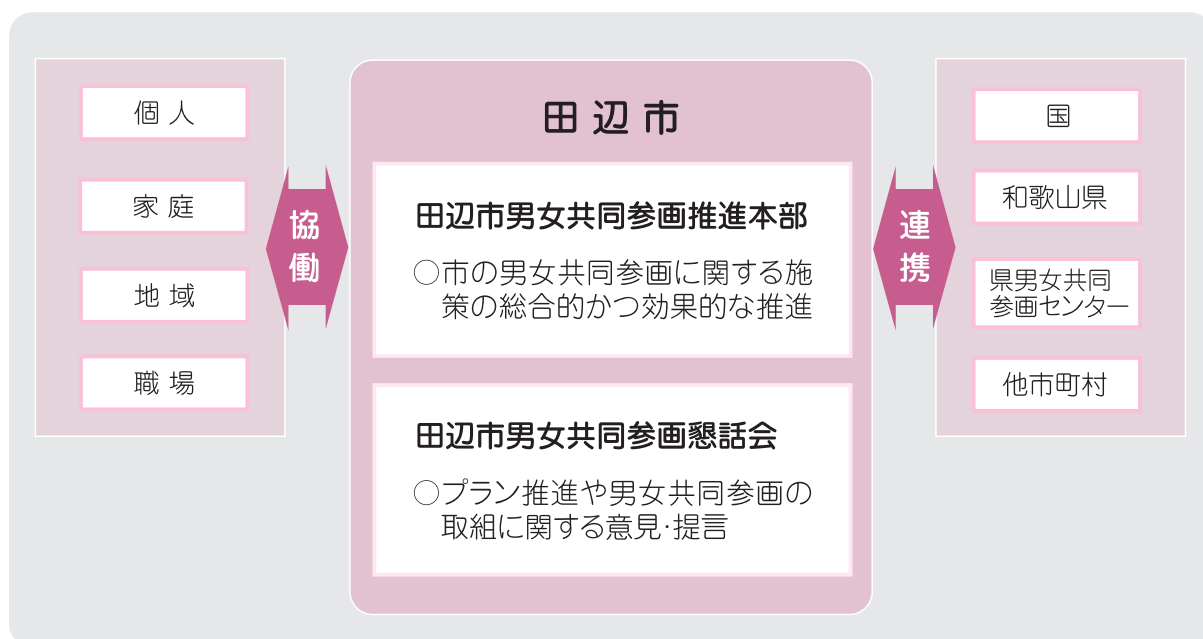 個人
家庭
地域
職場
協働
田辺市
田辺市男女共同参画推進本部
○市の男女共同参画に関する施
策の総合的かつ効果的な推進
田辺市男女共同参画懇話会
○プラン推進や男女共同参画の
取組に関する意見・提言
連携
国
和歌山県
県男女共同
参画センター
他市町村